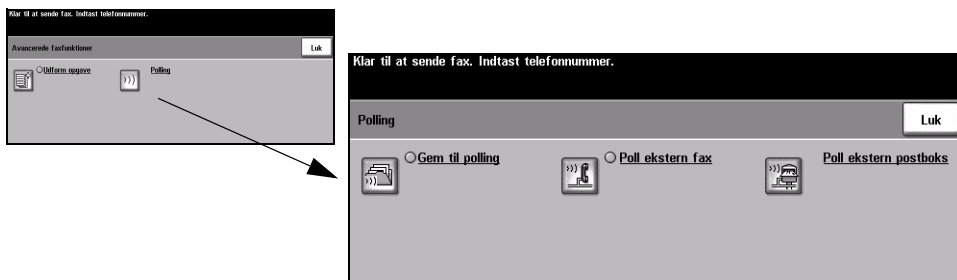 Klar til at sende fax. Indtast telefonnummer.
Avancerede faxfunktioner
Luk
Udform opgave
Polling
Klar til at sende fax. Indtast telefonnummer.
Polling
Luk
Gem til polling
Poll ekstern fax
Poll ekstern postboks